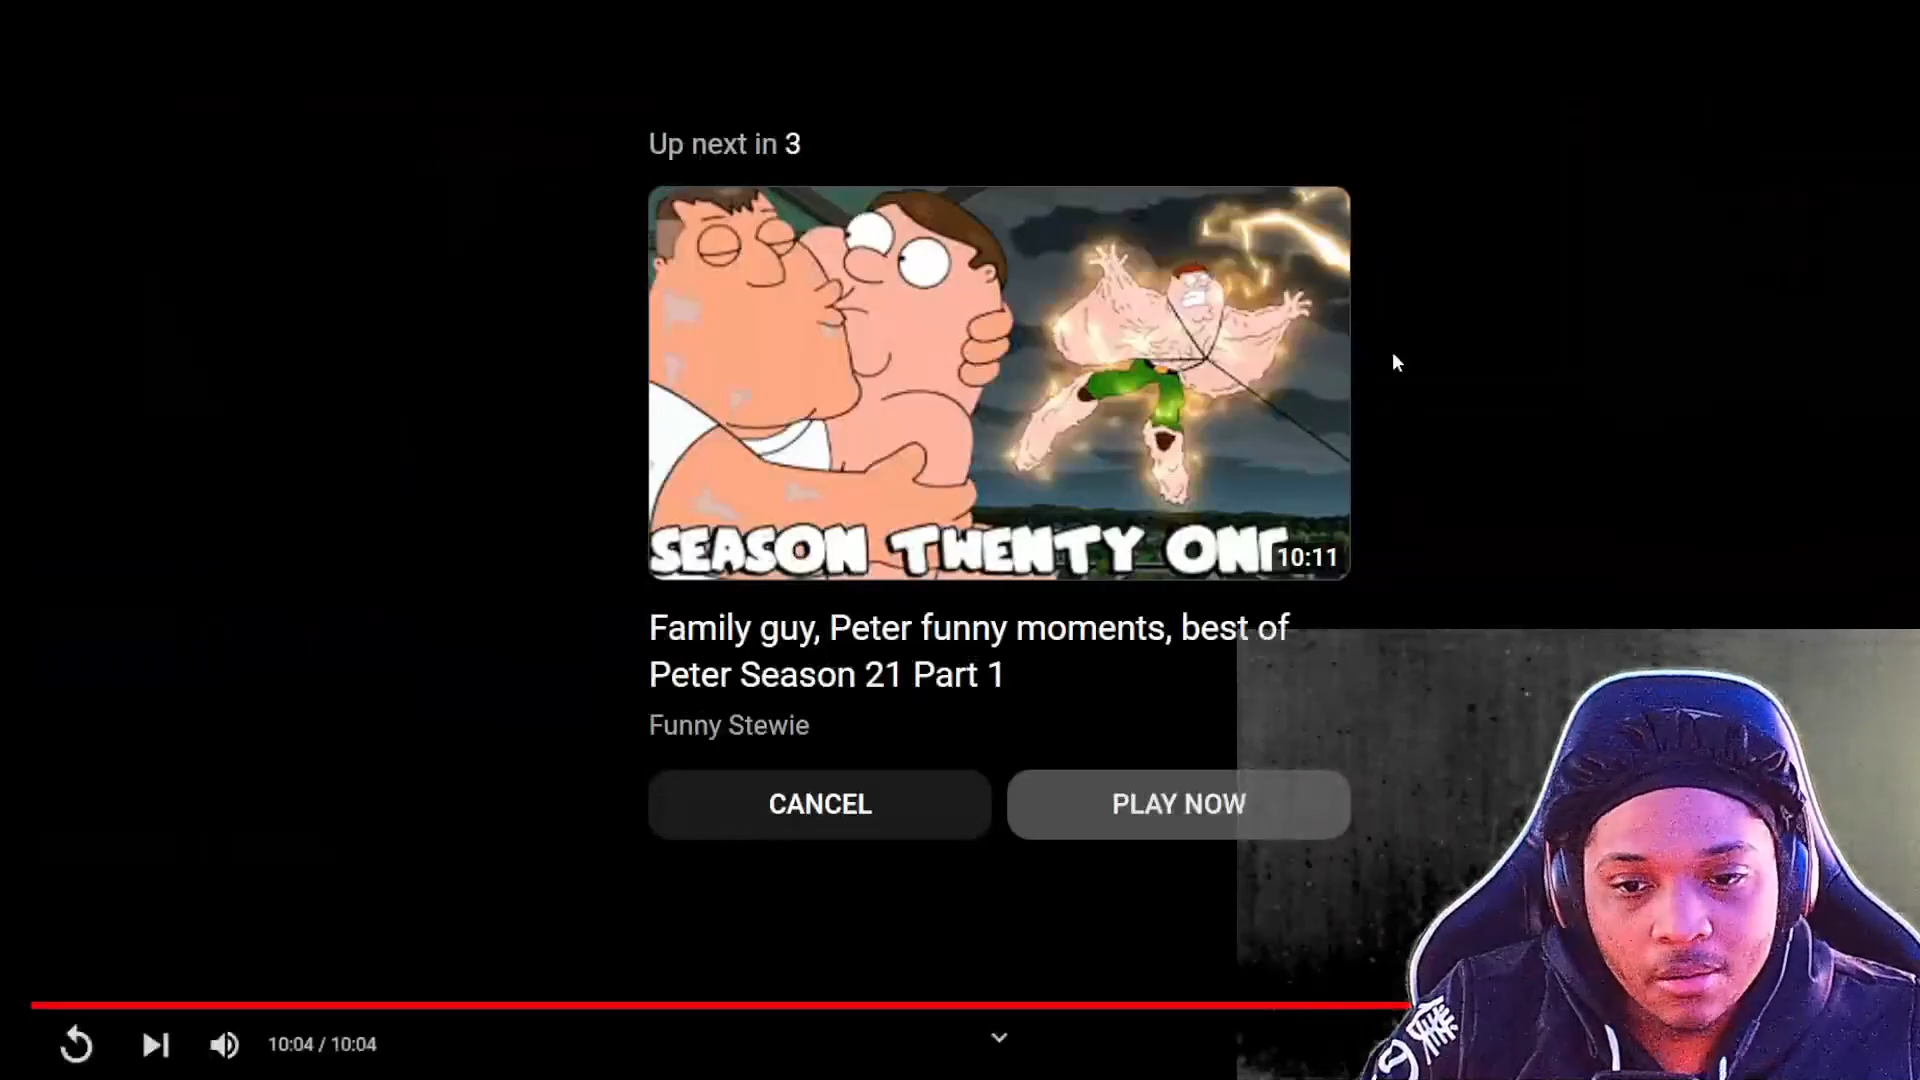 Up next in 3
SEASON TWENTY ONE
10:11
Family guy, Peter funny moments, best of
Peter Season 21 Part 1
Funny Stewie
CANCEL
PLAY NOW
10:04 / 10:04